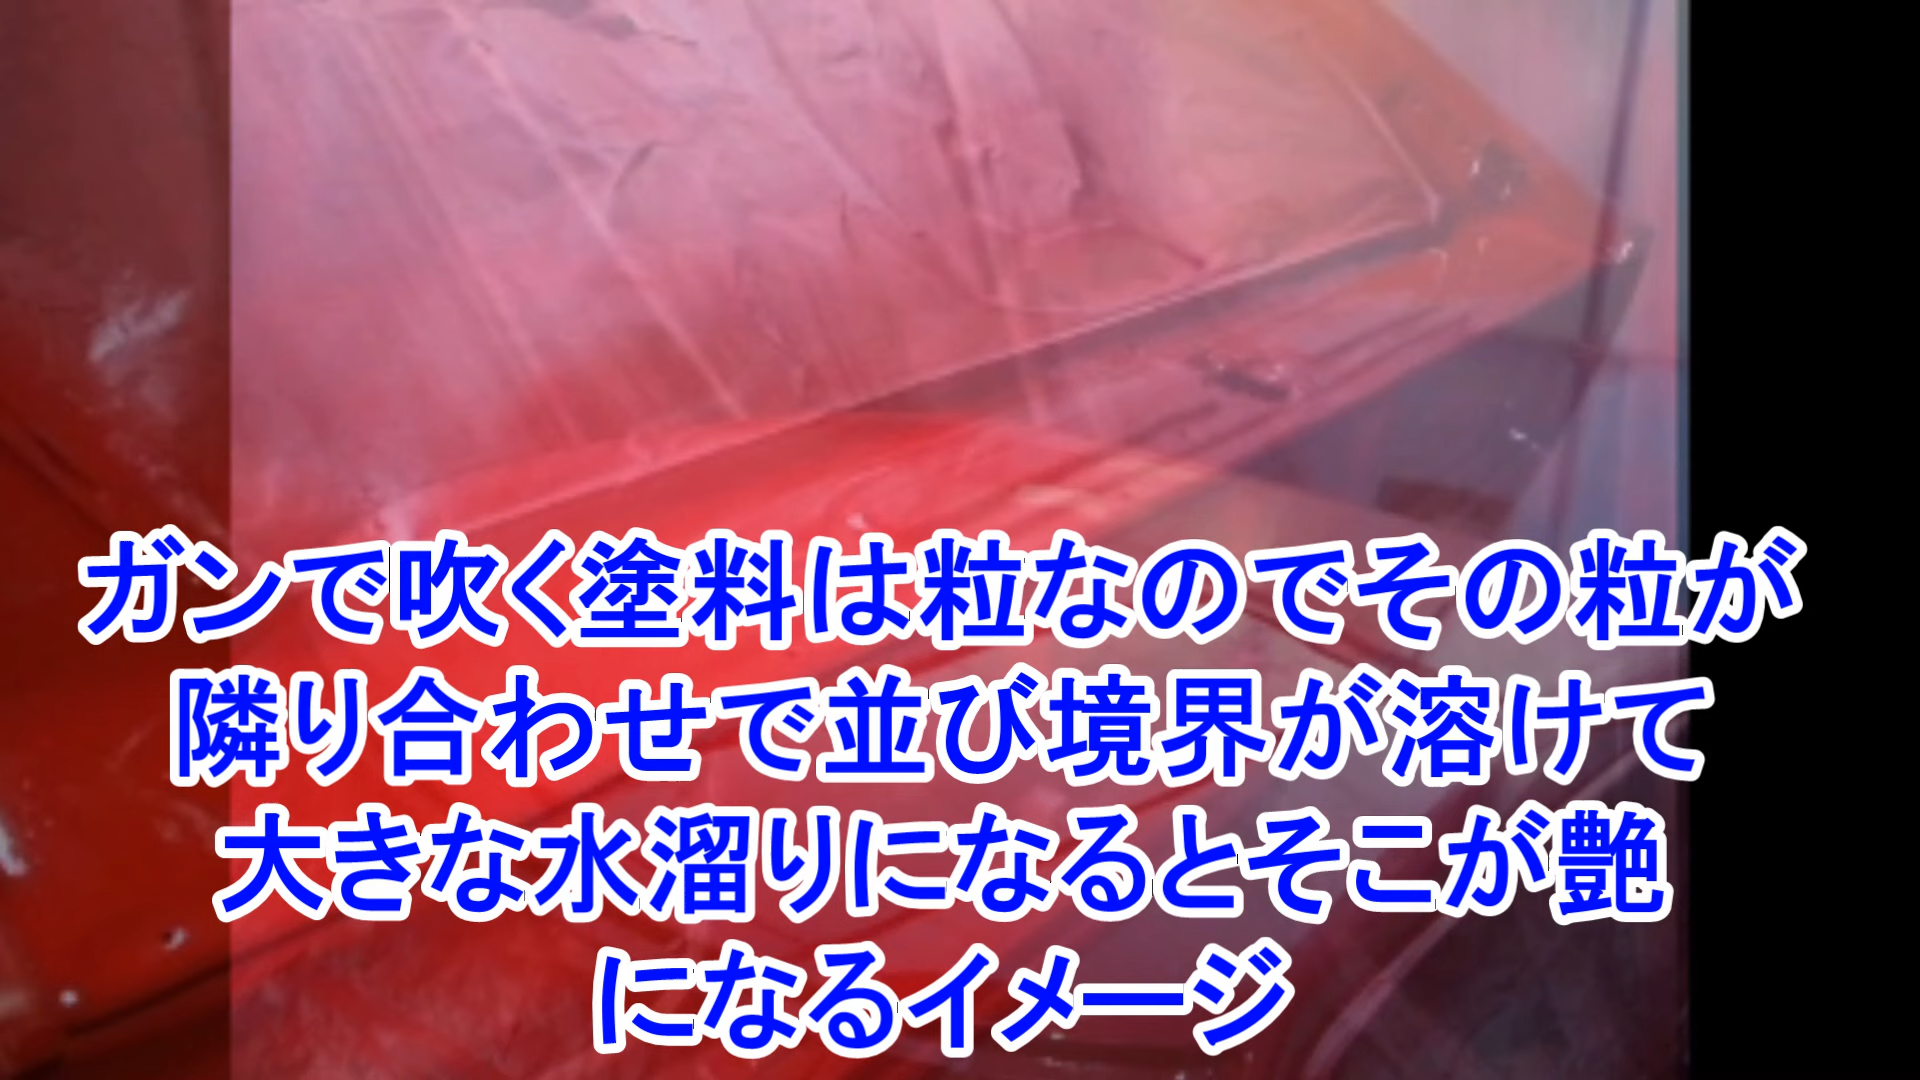 ガンで吹く塗料は粒なのでその粒が
隣り合わせで並び境界が溶けて
大きな水溜りになるとそこが艶
になるイメージ